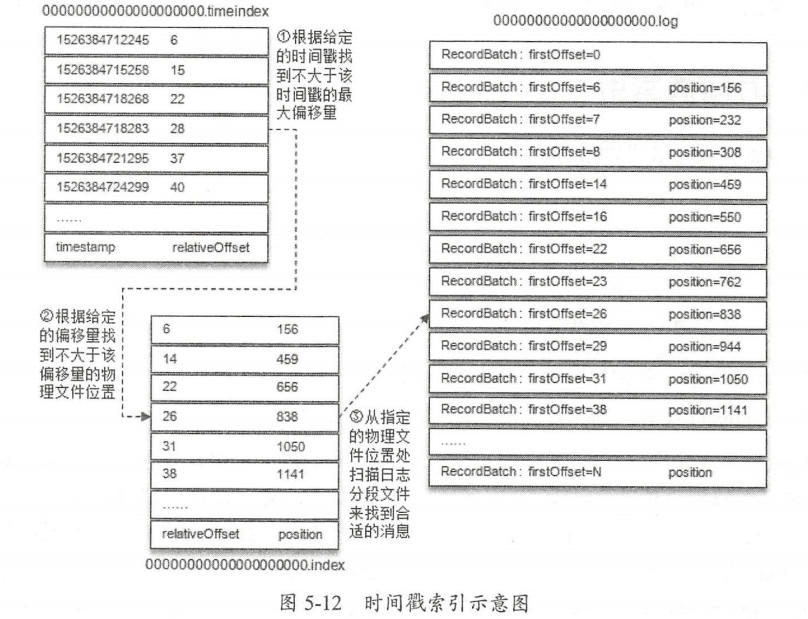 00000000000000000000.timeindex
1526384712245 6
1526384715258 15
1526384718268 22
1526384718283 28
1526384721295 37
1526384724299 40
……
timestamp relativeOffset
①根据给定
的时间戳找
到不大于该
时间戳的最
大偏移量
00000000000000000000.log
RecordBatch: firstOffset=0
RecordBatch: firstOffset=6 position=156
RecordBatch: firstOffset=7 position=232
RecordBatch: firstOffset=8 position=308
RecordBatch: firstOffset=14 position=459
RecordBatch: firstOffset=16 position=550
RecordBatch: firstOffset=22 position=656
RecordBatch: firstOffset=23 position=762
RecordBatch: firstOffset=26 position=838
RecordBatch: firstOffset=29 position=944
RecordBatch: firstOffset=31 position=1050
RecordBatch: firstOffset=38 position=1141
……
RecordBatch: firstOffset=N position
②根据给定
的偏移量找
到不大于该
偏移量的物
理文件位置
6 156
14 459
22 656
26 838
31 1050
38 1141
……
relativeOffset position
00000000000000000000.index
③从指定
的物理文
件位置处
扫描日志
分段文件
来找到合
适的消息
图 5-12 时间戳索引示意图